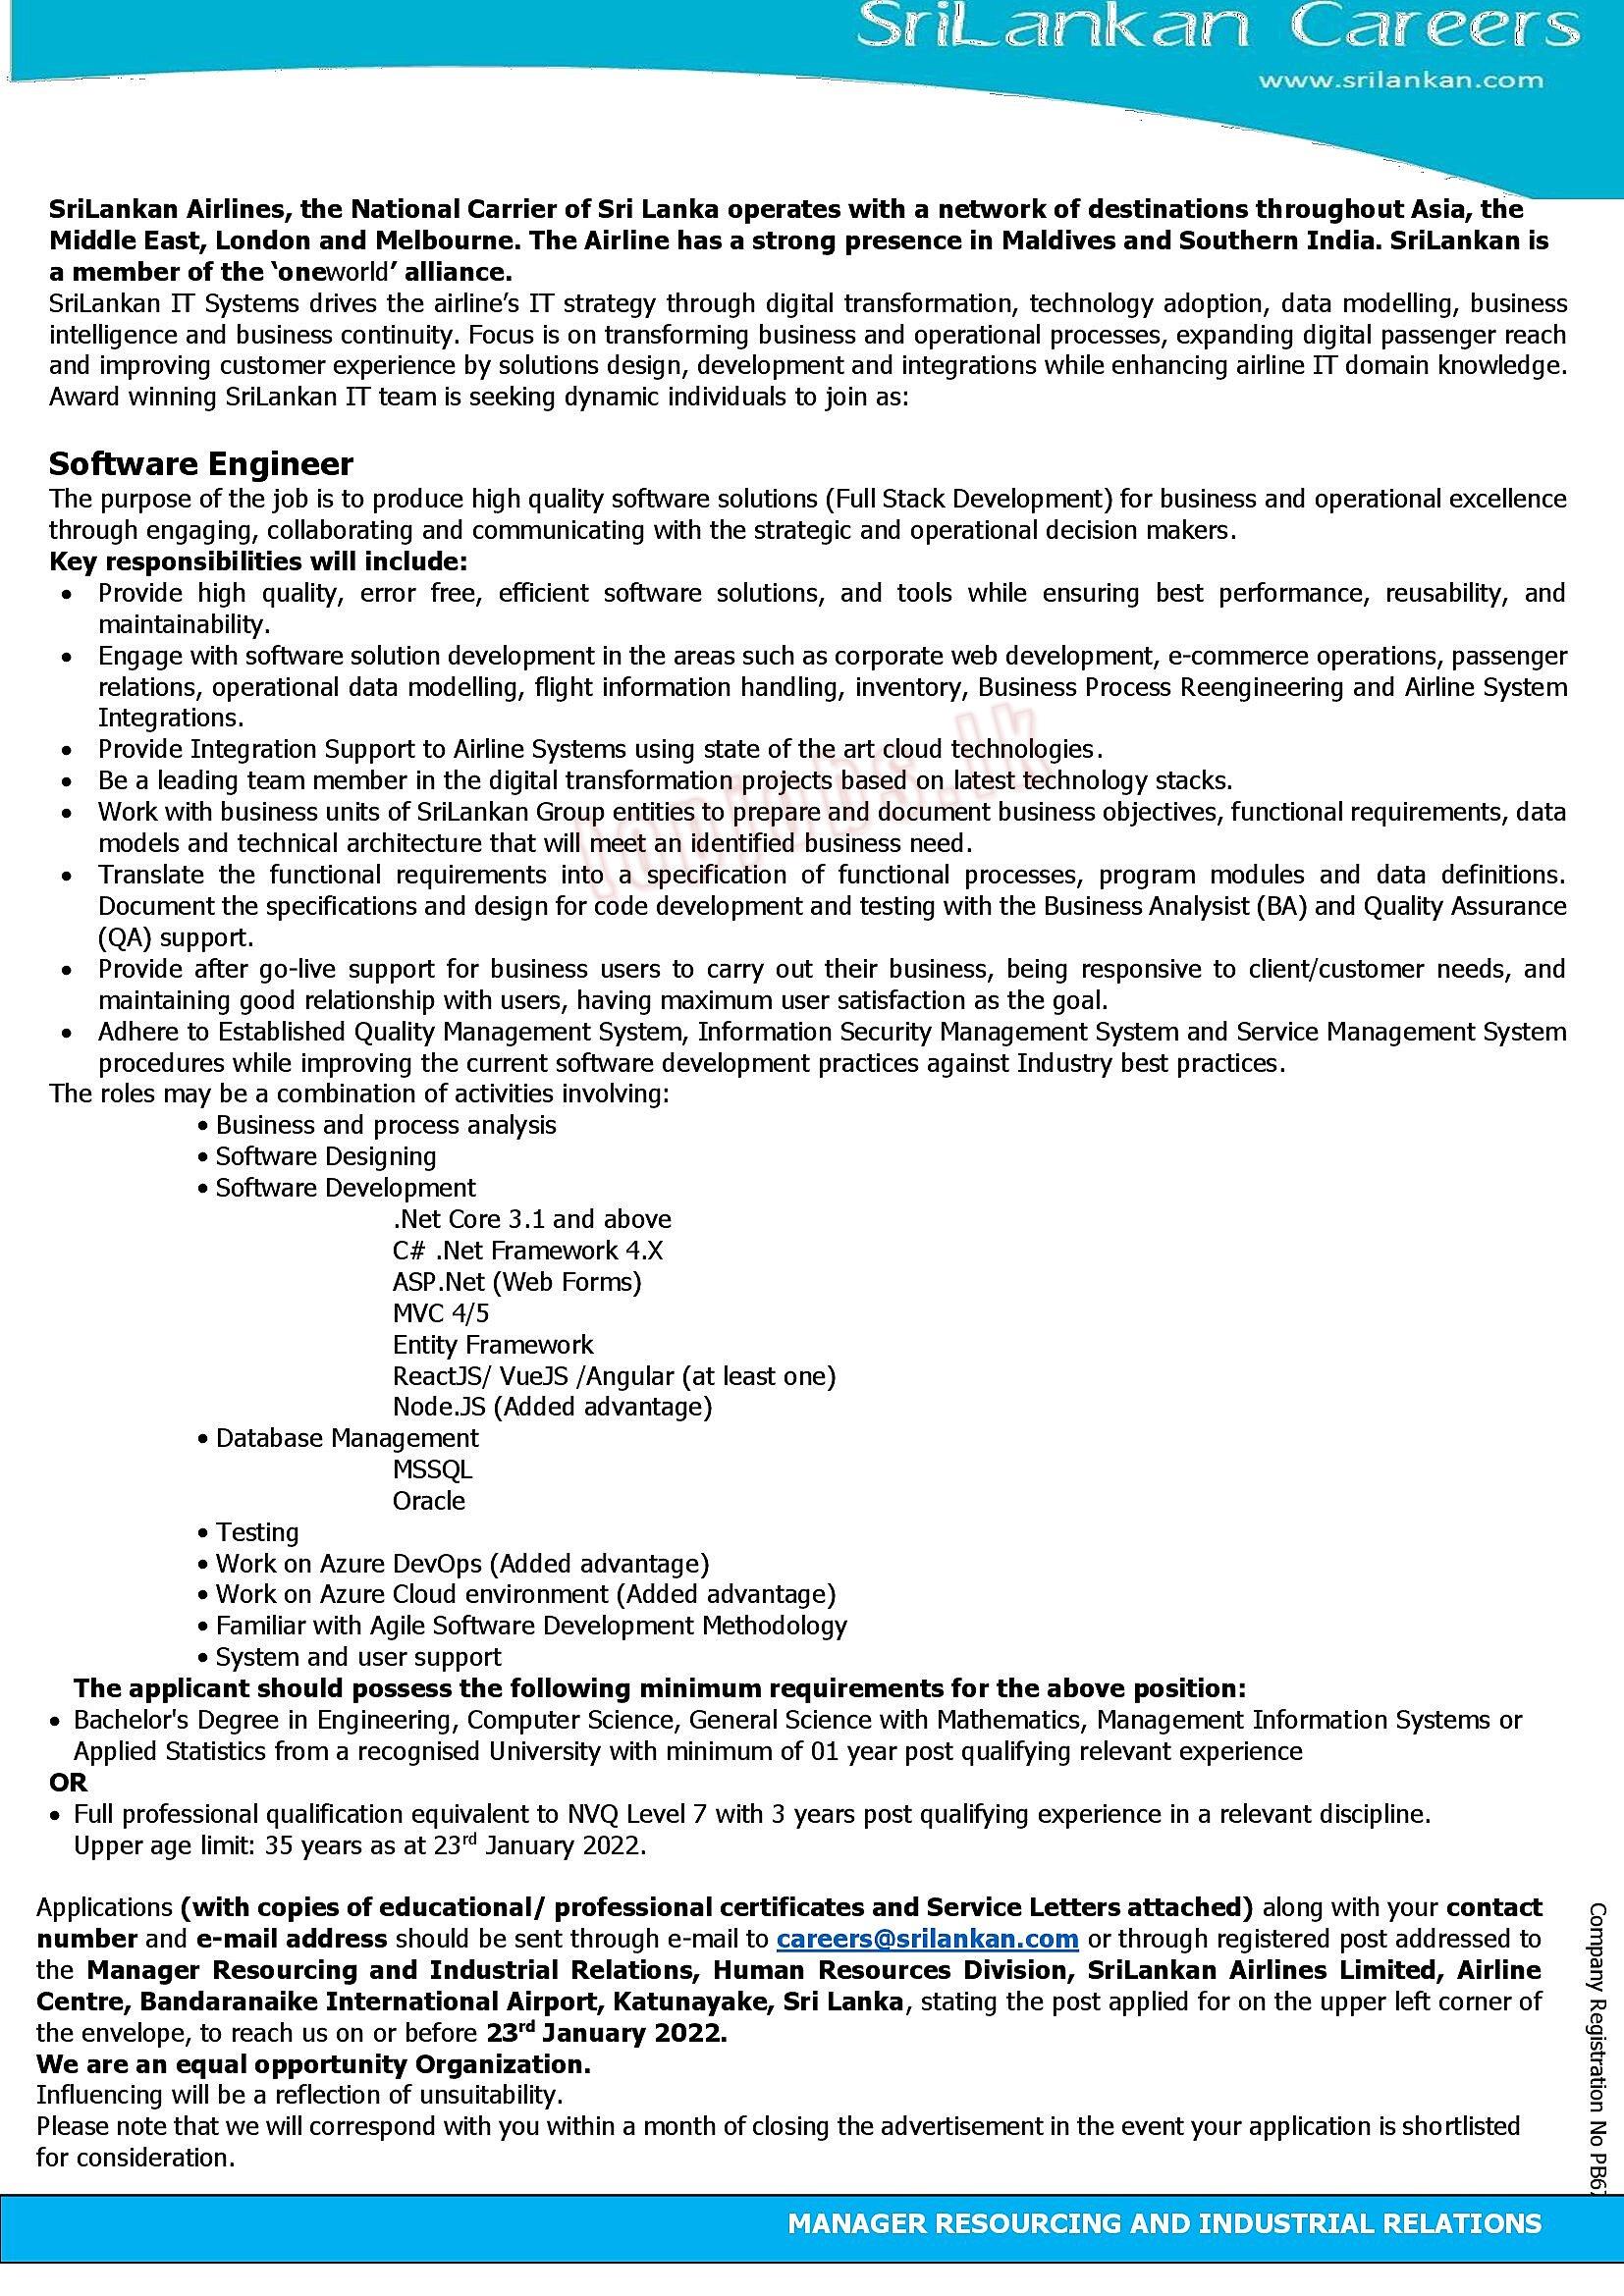 SriLankan Careers
www.srilankan.com
SriLankan Airlines, the National Carrier of Sri Lanka operates with a network of destinations throughout Asia, the
Middle East, London and Melbourne. The Airline has a strong presence in Maldives and Southern India. SriLankan is
a member of the ‘oneworld’ alliance.
SriLankan IT Systems drives the airline’s IT strategy through digital transformation, technology adoption, data modelling, business
intelligence and business continuity. Focus is on transforming business and operational processes, expanding digital passenger reach
and improving customer experience by solutions design, development and integrations while enhancing airline IT domain knowledge.
Award winning SriLankan IT team is seeking dynamic individuals to join as:
Software Engineer
The purpose of the job is to produce high quality software solutions (Full Stack Development) for business and operational excellence
through engaging, collaborating and communicating with the strategic and operational decision makers.
Key responsibilities will include:
• Provide high quality, error free, efficient software solutions, and tools while ensuring best performance, reusability, and
maintainability.
• Engage with software solution development in the areas such as corporate web development, e-commerce operations, passenger
relations, operational data modelling, flight information handling, inventory, Business Process Reengineering and Airline System
Integrations.
• Provide Integration Support to Airline Systems using state of the art cloud technologies.
• Be a leading team member in the digital transformation projects based on latest technology stacks.
• Work with business units of SriLankan Group entities to prepare and document business objectives, functional requirements, data
models and technical architecture that will meet an identified business need.
• Translate the functional requirements into a specification of functional processes, program modules and data definitions.
Document the specifications and design for code development and testing with the Business Analysist (BA) and Quality Assurance
(QA) support.
• Provide after go-live support for business users to carry out their business, being responsive to client/customer needs, and
maintaining good relationship with users, having maximum user satisfaction as the goal.
• Adhere to Established Quality Management System, Information Security Management System and Service Management System
procedures while improving the current software development practices against Industry best practices.
The roles may be a combination of activities involving:
• Business and process analysis
• Software Designing
• Software Development
.Net Core 3.1 and above
C# .Net Framework 4.X
ASP.Net (Web Forms)
MVC 4/5
Entity Framework
ReactJS/ VueJS /Angular (at least one)
Node.JS (Added advantage)
• Database Management
MSSQL
Oracle
• Testing
• Work on Azure DevOps (Added advantage)
• Work on Azure Cloud environment (Added advantage)
• Familiar with Agile Software Development Methodology
• System and user support
The applicant should possess the following minimum requirements for the above position:
• Bachelor's Degree in Engineering, Computer Science, General Science with Mathematics, Management Information Systems or
Applied Statistics from a recognised University with minimum of 01 year post qualifying relevant experience
OR
• Full professional qualification equivalent to NVQ Level 7 with 3 years post qualifying experience in a relevant discipline.
Upper age limit: 35 years as at 23rd January 2022.
Applications (with copies of educational/ professional certificates and Service Letters attached) along with your contact
number and e-mail address should be sent through e-mail to careers@srilankan.com or through registered post addressed to
the Manager Resourcing and Industrial Relations, Human Resources Division, SriLankan Airlines Limited, Airline
Centre, Bandaranaike International Airport, Katunayake, Sri Lanka, stating the post applied for on the upper left corner of
the envelope, to reach us on or before 23rd January 2022.
We are an equal opportunity Organization.
Influencing will be a reflection of unsuitability.
Please note that we will correspond with you within a month of closing the advertisement in the event your application is shortlisted
for consideration.
Company Registration No PB67
MANAGER RESOURCING AND INDUSTRIAL RELATIONS
topjobs.lk